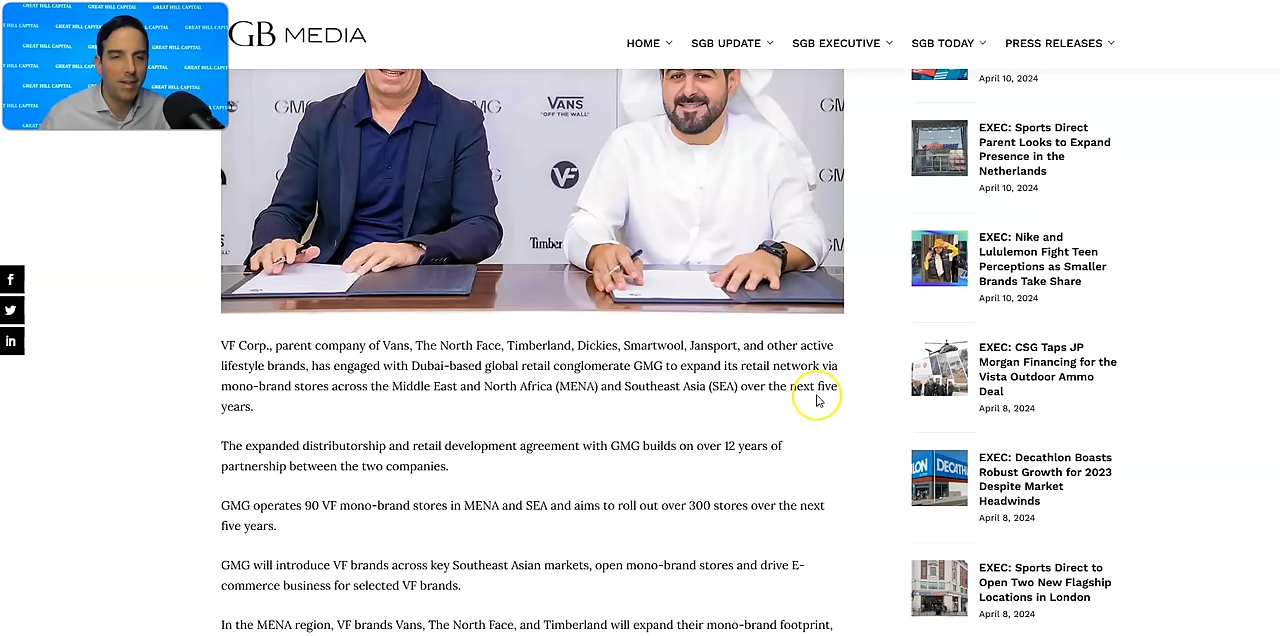 GREAT HILL CAPITAL
SGB MEDIA
HOME
SGB UPDATE
SGB EXECUTIVE
SGB TODAY
PRESS RELEASES
GMG
VANS
"OFF THE WALL"
VF
Timber
April 10, 2024
EXEC: Sports Direct
Parent Looks to Expand
Presence in the
Netherlands
April 10, 2024
EXEC: Nike and
Lululemon Fight Teen
Perceptions as Smaller
Brands Take Share
April 10, 2024
EXEC: CSG Taps JP
Morgan Financing for the
Vista Outdoor Ammo
Deal
April 8, 2024
EXEC: Decathlon Boasts
Robust Growth for 2023
Despite Market
Headwinds
April 8, 2024
EXEC: Sports Direct to
Open Two New Flagship
Locations in London
April 8, 2024
VF Corp., parent company of Vans, The North Face, Timberland, Dickies, Smartwool, Jansport, and other active
lifestyle brands, has engaged with Dubai-based global retail conglomerate GMG to expand its retail network via
mono-brand stores across the Middle East and North Africa (MENA) and Southeast Asia (SEA) over the next five
years.
The expanded distributorship and retail development agreement with GMG builds on over 12 years of
partnership between the two companies.
GMG operates 90 VF mono-brand stores in MENA and SEA and aims to roll out over 300 stores over the next
five years.
GMG will introduce VF brands across key Southeast Asian markets, open mono-brand stores and drive E-
commerce business for selected VF brands.
In the MENA region, VF brands Vans, The North Face, and Timberland will expand their mono-brand footprint,